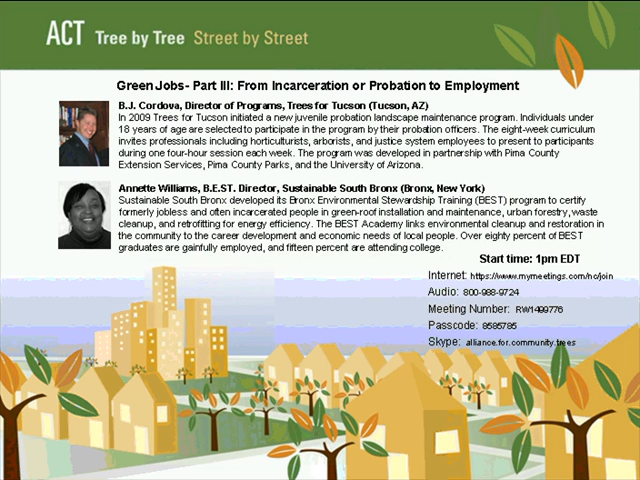 ACT Tree by Tree Street by Street
Green Jobs- Part III: From Incarceration or Probation to Employment
B.J. Cordova, Director of Programs, Trees for Tucson (Tucson, AZ)
In 2009 Trees for Tucson initiated a new juvenile probation landscape maintenance program. Individuals under
18 years of age are selected to participate in the program by their probation officers. The eight-week curriculum
invites professionals including horticulturists, arborists, and justice system employees to present to participants
during one four-hour session each week. The program was developed in partnership with Pima County
Extension Services, Pima County Parks, and the University of Arizona.
Annette Williams, B.E.ST. Director, Sustainable South Bronx (Bronx, New York)
Sustainable South Bronx developed its Bronx Environmental Stewardship Training (BEST) program to certify
formerly jobless and often incarcerated people in green-roof installation and maintenance, urban forestry, waste
cleanup, and retrofitting for energy efficiency. The BEST Academy links environmental cleanup and restoration in
the community to the career development and economic needs of local people. Over eighty percent of BEST
graduates are gainfully employed, and fifteen percent are attending college.
Start time: 1pm EDT
Internet: https://www.mymeetings.com/nc/join
Audio: 800-988-9724
Meeting Number: RW1499776
Passcode: 8585785
Skype: alliance.for.community.trees